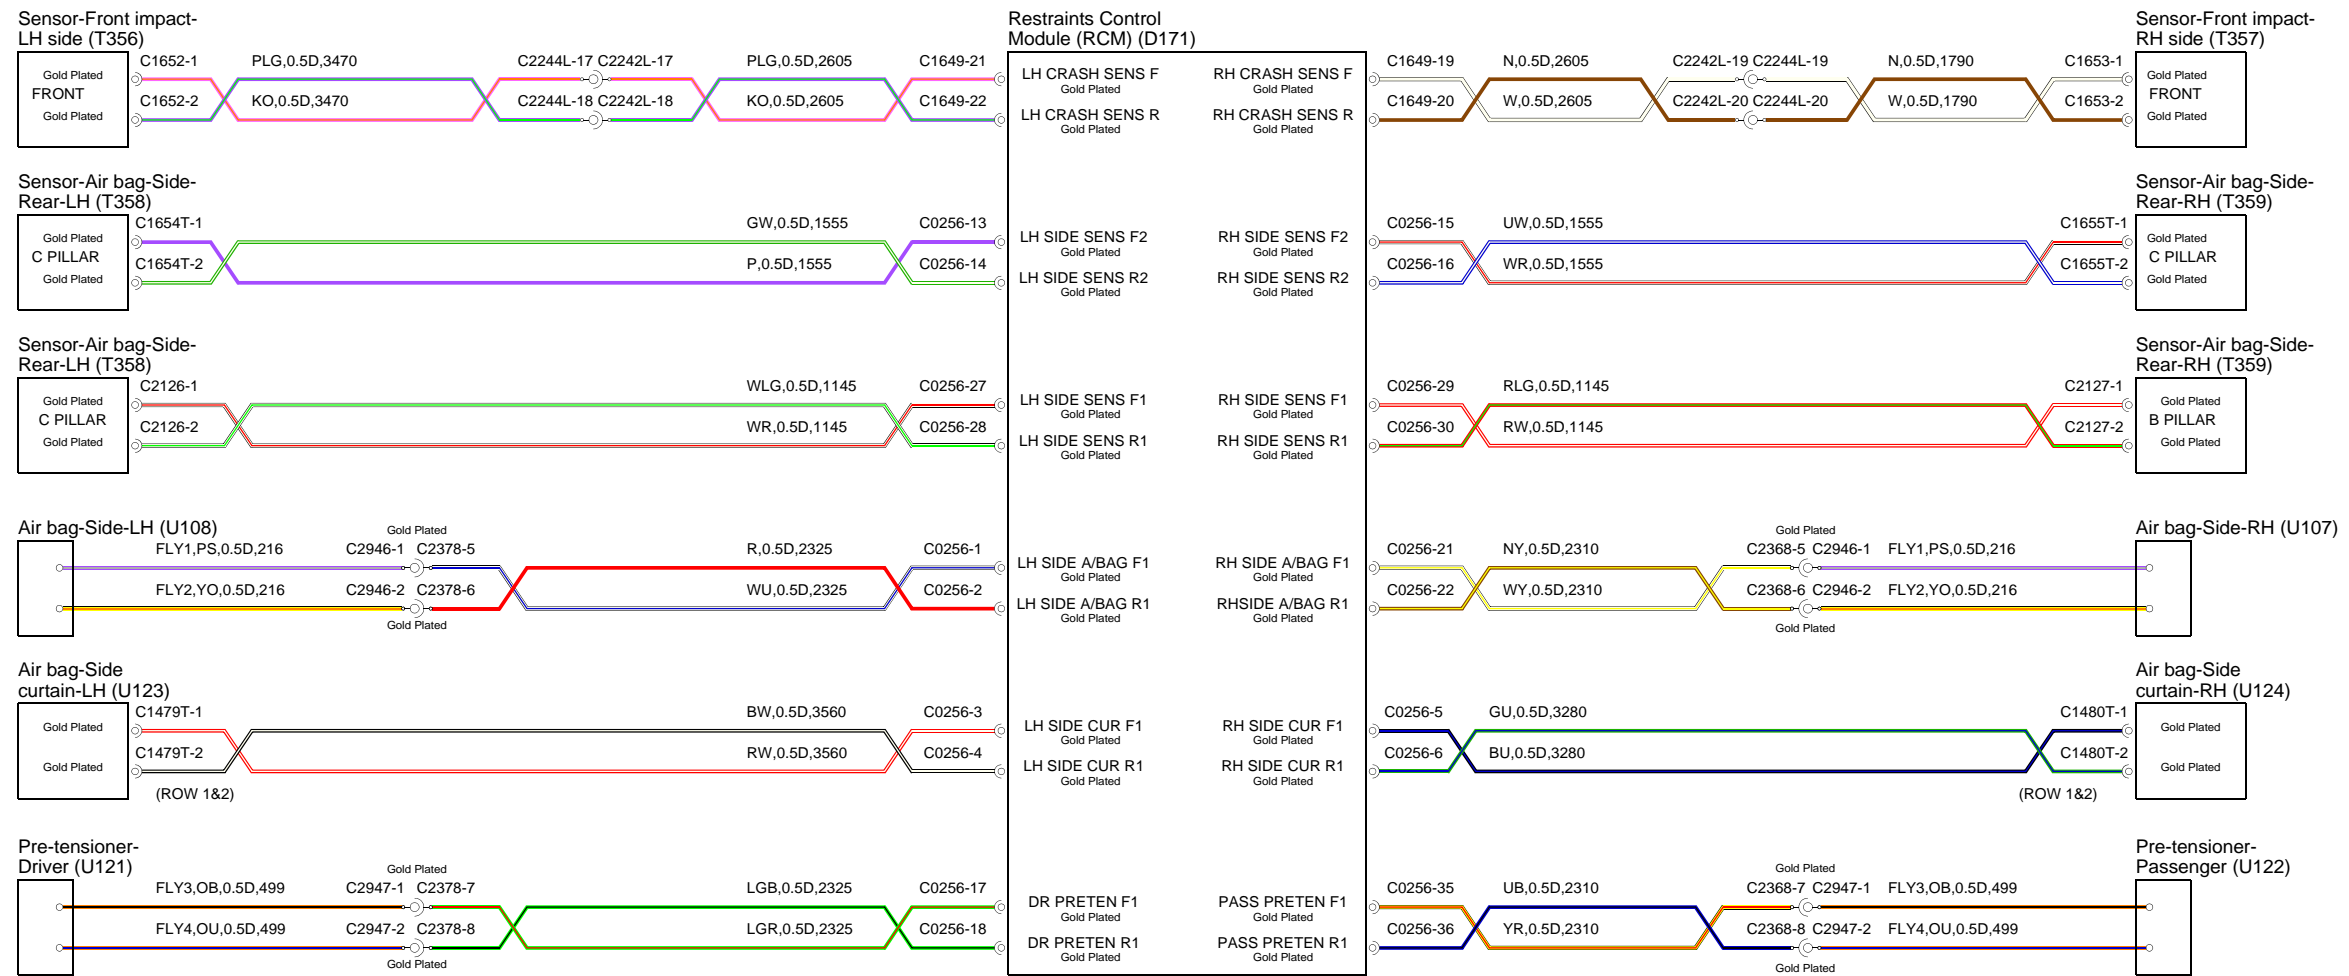 Sensor-Front impact-
LH side (T356)
Gold Plated
FRONT
Gold Plated
C1652-1
PLG,0.5D,3470
C2244L-17 C2242L-17
PLG,0.5D,2605
C1649-21
C1652-2
KO,0.5D,3470
C2244L-18 C2242L-18
KO,0.5D,2605
C1649-22
Restraints Control
Module (RCM) (D171)
LH CRASH SENS F
Gold Plated
LH CRASH SENS R
Gold Plated
RH CRASH SENS F
Gold Plated
RH CRASH SENS R
Gold Plated
C1649-19
N,0.5D,2605
C2242L-19 C2244L-19
N,0.5D,1790
C1653-1
C1649-20
W,0.5D,2605
C2242L-20 C2244L-20
W,0.5D,1790
C1653-2
Sensor-Front impact-
RH side (T357)
Gold Plated
FRONT
Gold Plated
Sensor-Air bag-Side-
Rear-LH (T358)
Gold Plated
C PILLAR
Gold Plated
C1654T-1
GW,0.5D,1555
C0256-13
C1654T-2
P,0.5D,1555
C0256-14
LH SIDE SENS F2
Gold Plated
LH SIDE SENS R2
Gold Plated
RH SIDE SENS F2
Gold Plated
RH SIDE SENS R2
Gold Plated
C0256-15
UW,0.5D,1555
C1655T-1
C0256-16
WR,0.5D,1555
C1655T-2
Sensor-Air bag-Side-
Rear-RH (T359)
Gold Plated
C PILLAR
Gold Plated
Sensor-Air bag-Side-
Rear-LH (T358)
Gold Plated
C PILLAR
Gold Plated
C2126-1
WLG,0.5D,1145
C0256-27
C2126-2
WR,0.5D,1145
C0256-28
LH SIDE SENS F1
Gold Plated
LH SIDE SENS R1
Gold Plated
RH SIDE SENS F1
Gold Plated
RH SIDE SENS R1
Gold Plated
C0256-29
RLG,0.5D,1145
C2127-1
C0256-30
RW,0.5D,1145
C2127-2
Sensor-Air bag-Side-
Rear-RH (T359)
Gold Plated
B PILLAR
Gold Plated
Air bag-Side-LH (U108)
Gold Plated
FLY1,PS,0.5D,216
C2946-1 C2378-5
R,0.5D,2325
C0256-1
FLY2,YO,0.5D,216
C2946-2 C2378-6
WU,0.5D,2325
C0256-2
Gold Plated
LH SIDE A/BAG F1
Gold Plated
LH SIDE A/BAG R1
Gold Plated
RH SIDE A/BAG F1
Gold Plated
RHSIDE A/BAG R1
Gold Plated
Gold Plated
C0256-21
NY,0.5D,2310
C2368-5 C2946-1
FLY1,PS,0.5D,216
C0256-22
WY,0.5D,2310
C2368-6 C2946-2
FLY2,YO,0.5D,216
Gold Plated
Air bag-Side-RH (U107)
Air bag-Side
curtain-LH (U123)
Gold Plated
Gold Plated
C1479T-1
BW,0.5D,3560
C0256-3
C1479T-2
RW,0.5D,3560
C0256-4
(ROW 1&2)
LH SIDE CUR F1
Gold Plated
LH SIDE CUR R1
Gold Plated
RH SIDE CUR F1
Gold Plated
RH SIDE CUR R1
Gold Plated
C0256-5
GU,0.5D,3280
C1480T-1
C0256-6
BU,0.5D,3280
C1480T-2
(ROW 1&2)
Air bag-Side
curtain-RH (U124)
Gold Plated
Gold Plated
Pre-tensioner-
Driver (U121)
Gold Plated
FLY3,OB,0.5D,499
C2947-1 C2378-7
LGB,0.5D,2325
C0256-17
FLY4,OU,0.5D,499
C2947-2 C2378-8
LGR,0.5D,2325
C0256-18
Gold Plated
DR PRETEN F1
Gold Plated
DR PRETEN R1
Gold Plated
PASS PRETEN F1
Gold Plated
PASS PRETEN R1
Gold Plated
Gold Plated
C0256-35
UB,0.5D,2310
C2368-7 C2947-1
FLY3,OB,0.5D,499
C0256-36
YR,0.5D,2310
C2368-8 C2947-2
FLY4,OU,0.5D,499
Gold Plated
Pre-tensioner-
Passenger (U122)